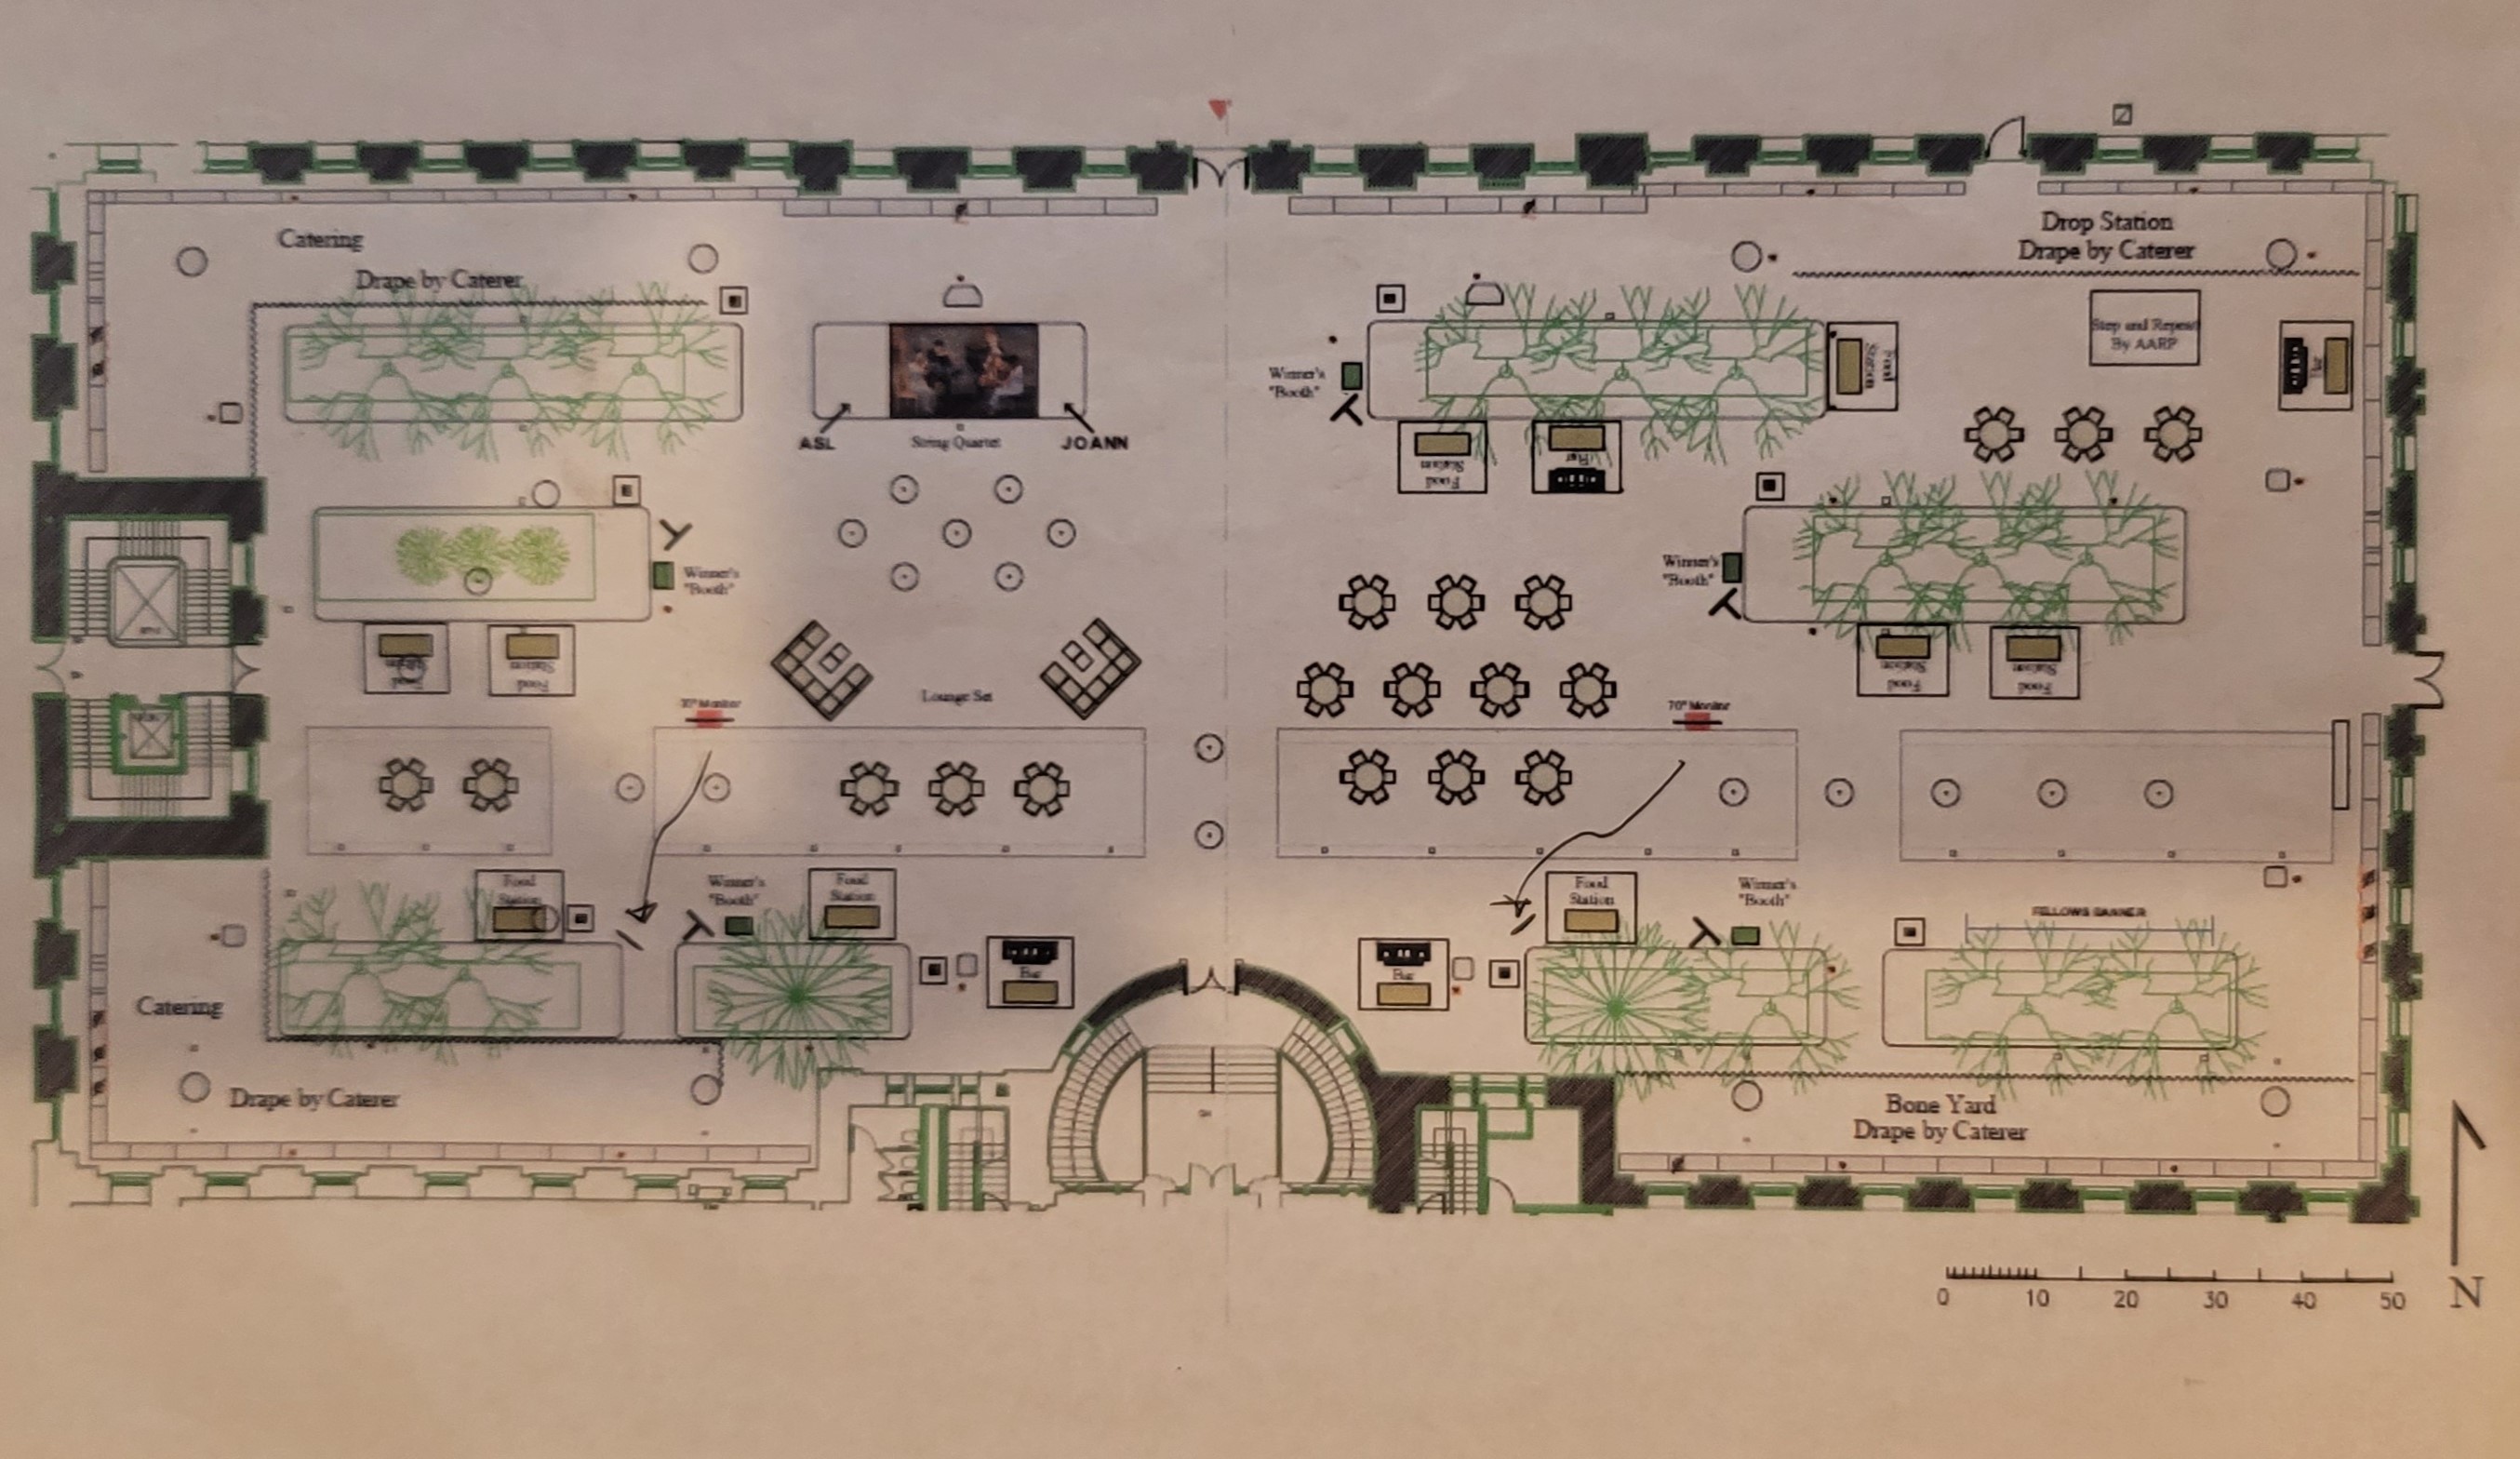 Catering
Drape by Caterer
ASL
String Quartet
JOANN
Drop Station
Drape by Caterer
Step and Repeat
By AARP
Winner's
"Booth"
Food
Station
Bar
Food
Station
Bar
Winner's
"Booth"
Winner's
"Booth"
Food
Station
Food
Station
Food
Station
Lounge Set
70" Monitor
70" Monitor
Food
Station
Winner's
"Booth"
Food
Station
Bar
Food
Station
Winner's
"Booth"
Bar
FELLOWS BANNER
Catering
Drape by Caterer
Bone Yard
Drape by Caterer
0 10 20 30 40 50
N